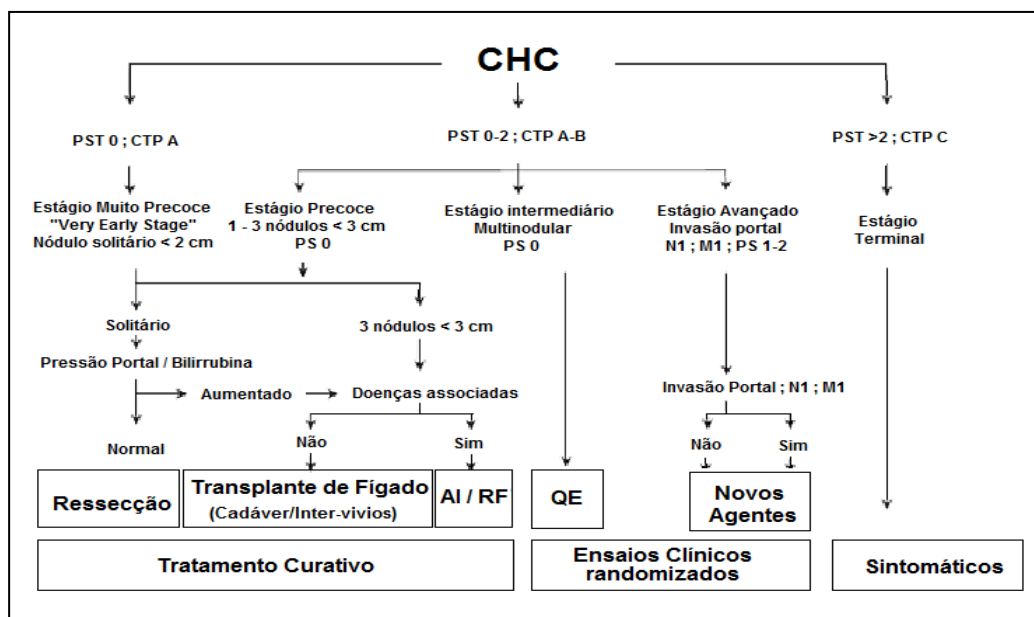 CHC
PST 0 ; CTP A
PST 0-2 ; CTP A-B
PST >2 ; CTP C
Estágio Muito Precoce
"Very Early Stage"
Nódulo solitário < 2 cm
Estágio Precoce
1 - 3 nódulos < 3 cm
PS 0
Estágio intermediário
Multinodular
PS 0
Estágio Avançado
Invasão portal
N1 ; M1 ; PS 1-2
Estágio
Terminal
Solitário
3 nódulos < 3 cm
Pressão Portal / Bilirrubina
Aumentado
Doenças associadas
Invasão Portal ; N1 ; M1
Normal
Não
Sim
Não
Sim
Ressecção
Transplante de Fígado
(Cadáver/Inter-vivios)
AI / RF
QE
Novos
Agentes
Tratamento Curativo
Ensaios Clínicos
randomizados
Sintomáticos